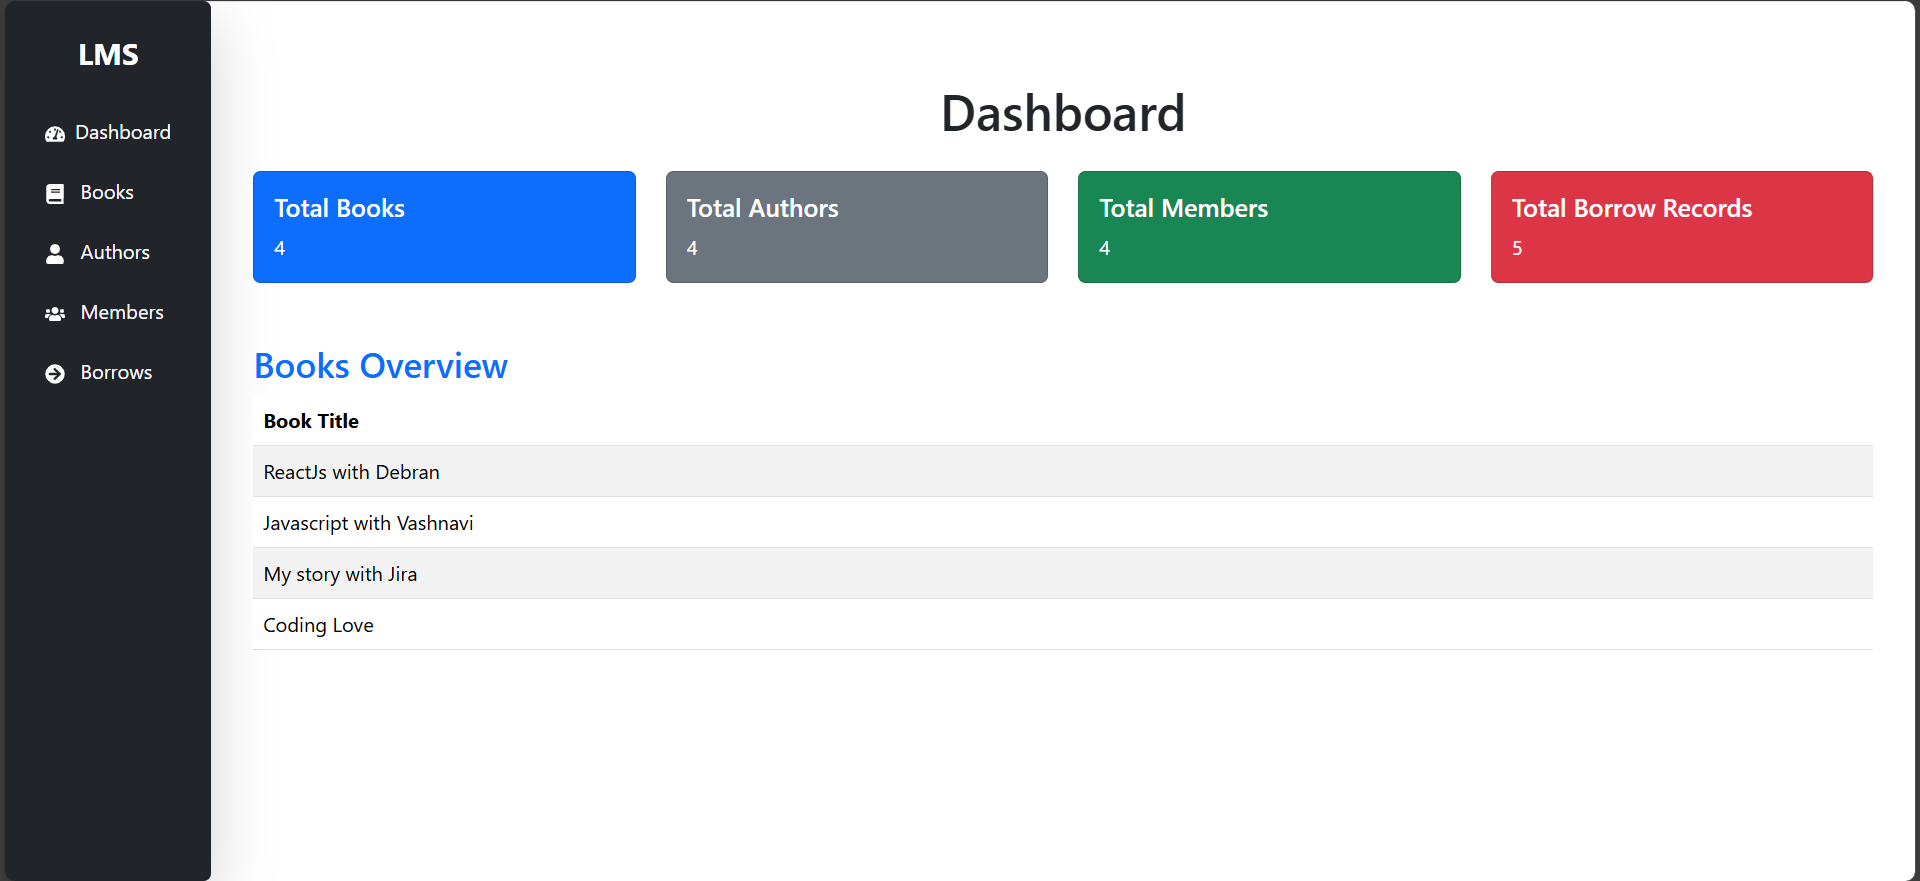 LMS
Dashboard
Books
Authors
Members
Borrows
Dashboard
Total Books
4
Total Authors
4
Total Members
4
Total Borrow Records
5
Books Overview
Book Title
ReactJs with Debran
Javascript with Vashnavi
My story with Jira
Coding Love